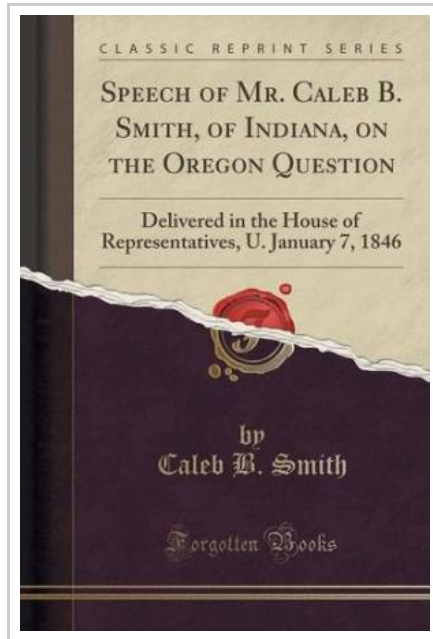 CLASSIC REPRINT SERIES
SPEECH OF MR. CALEB B.
SMITH, OF INDIANA, ON
THE OREGON QUESTION
Delivered in the House of
Representatives, U. January 7, 1846
by
Caleb B. Smith
Forgotten Books